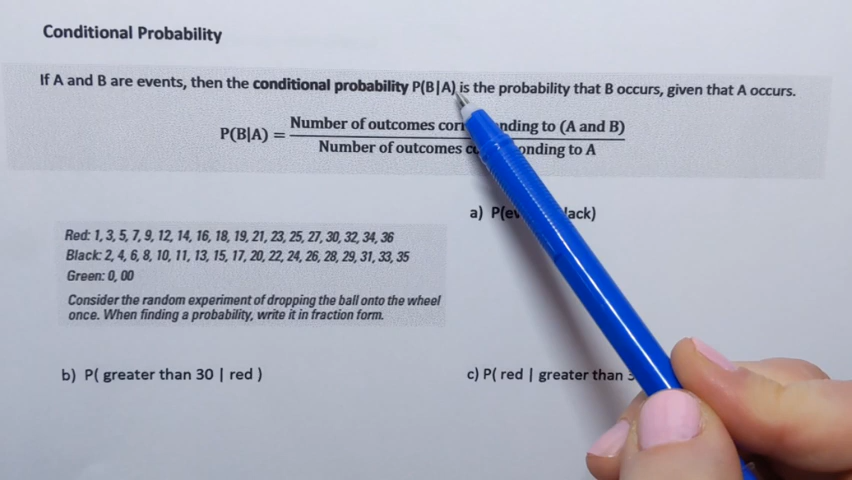 Conditional Probability
If A and B are events, then the conditional probability P(B|A) is the probability that B occurs, given that A occurs.
P(B|A) =
Number of outcomes nding to (A and B)
Number of outcomes onding to A
a) P(ev lack)
Red: 1, 3, 5, 7, 9, 12, 14, 16, 18, 19, 21, 23, 25, 27, 30, 32, 34, 36
Black: 2, 4, 6, 8, 10, 11, 13, 15, 17, 20, 22, 24, 26, 28, 29, 31, 33, 35
Green: 0, 00
Consider the random experiment of dropping the ball onto the wheel
once. When finding a probability, write it in fraction form.
b) P( greater than 30 | red )
c) P( red | greater than